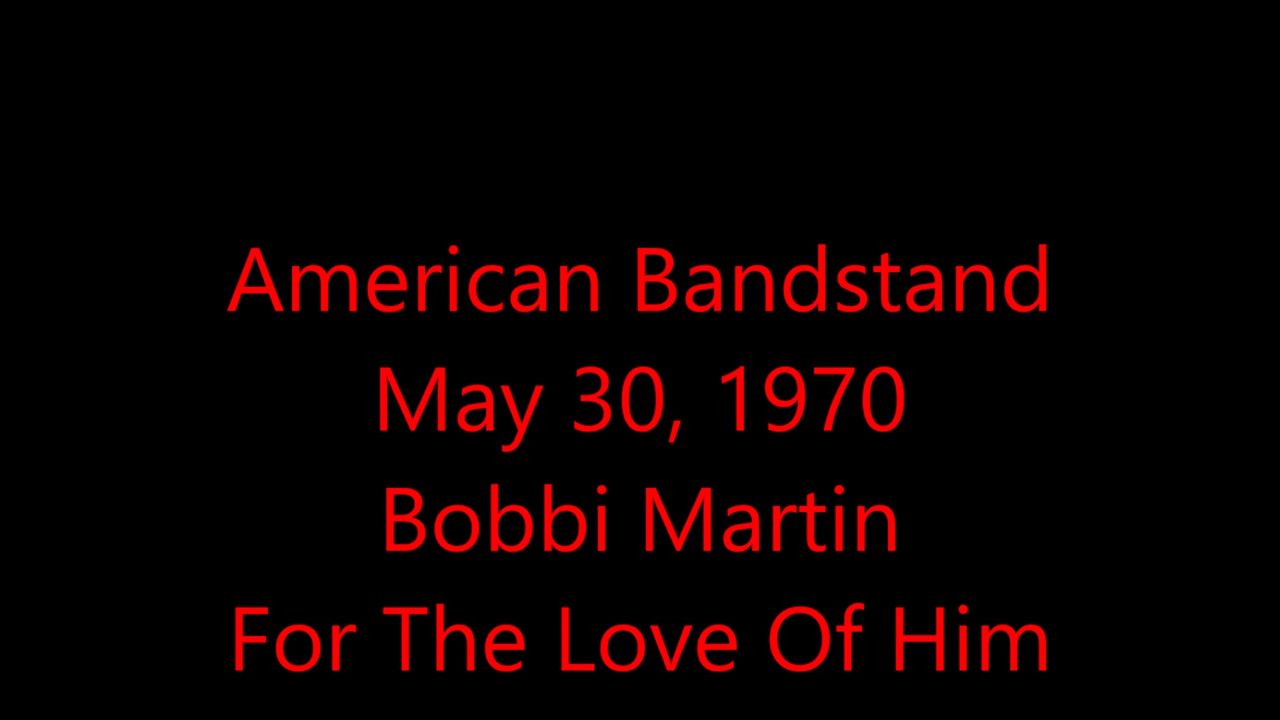 American Bandstand
May 30, 1970
Bobbi Martin
For The Love Of Him